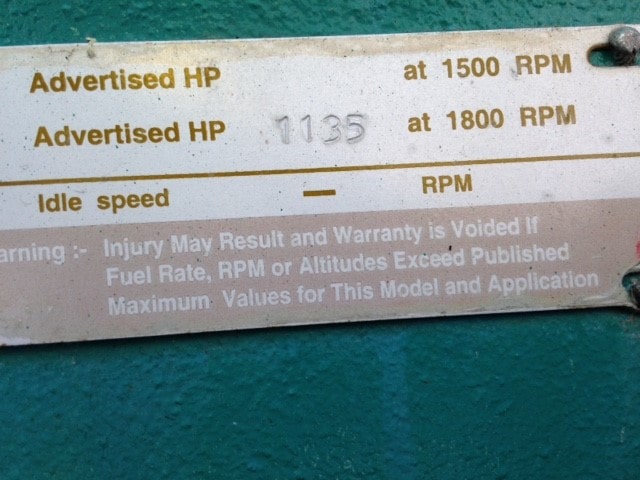 Advertised HP at 1500 RPM
Advertised HP 1135 at 1800 RPM
Idle speed — RPM
arning :- Injury May Result and Warranty is Voided If
Fuel Rate, RPM or Altitudes Exceed Published
Maximum Values for This Model and Application